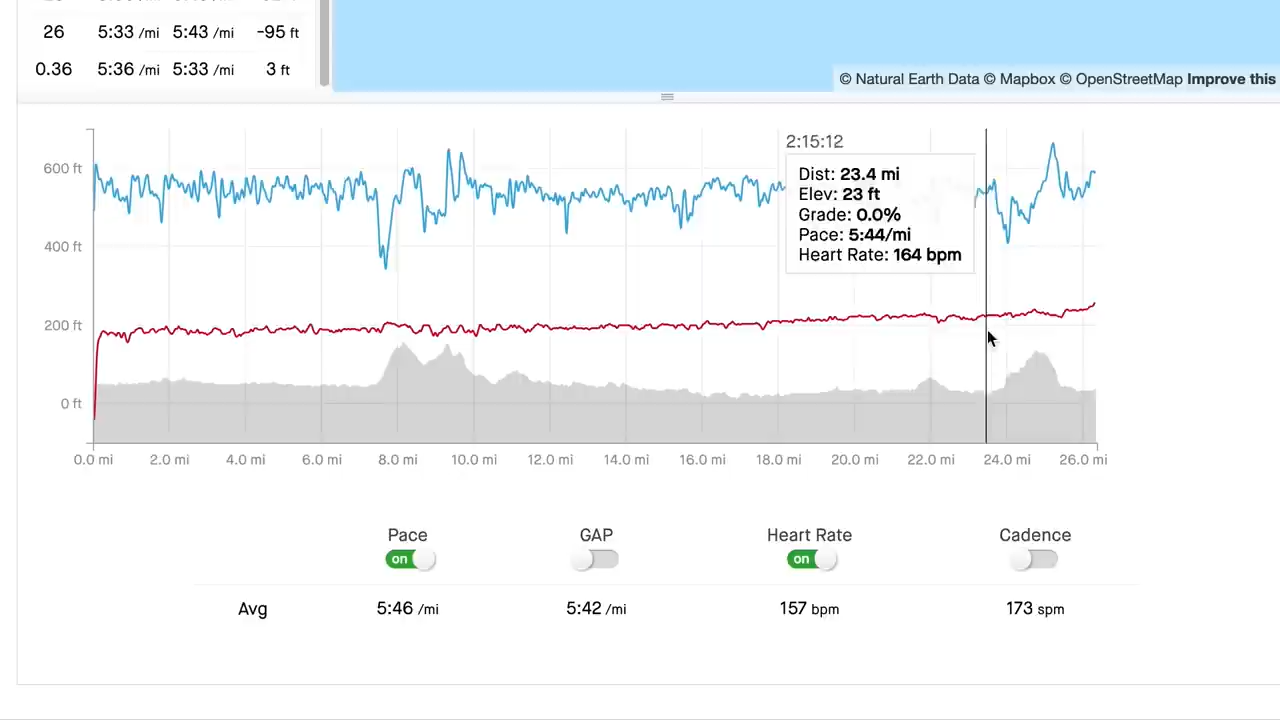 26 5:33 /mi 5:43 /mi -95 ft
0.36 5:36 /mi 5:33 /mi 3 ft
© Natural Earth Data © Mapbox © OpenStreetMap Improve this
2:15:12
Dist: 23.4 mi
Elev: 23 ft
Grade: 0.0%
Pace: 5:44/mi
Heart Rate: 164 bpm
600 ft
400 ft
200 ft
0 ft
0.0 mi 2.0 mi 4.0 mi 6.0 mi 8.0 mi 10.0 mi 12.0 mi 14.0 mi 16.0 mi 18.0 mi 20.0 mi 22.0 mi 24.0 mi 26.0 mi
Pace GAP Heart Rate Cadence
on on
Avg 5:46 /mi 5:42 /mi 157 bpm 173 spm